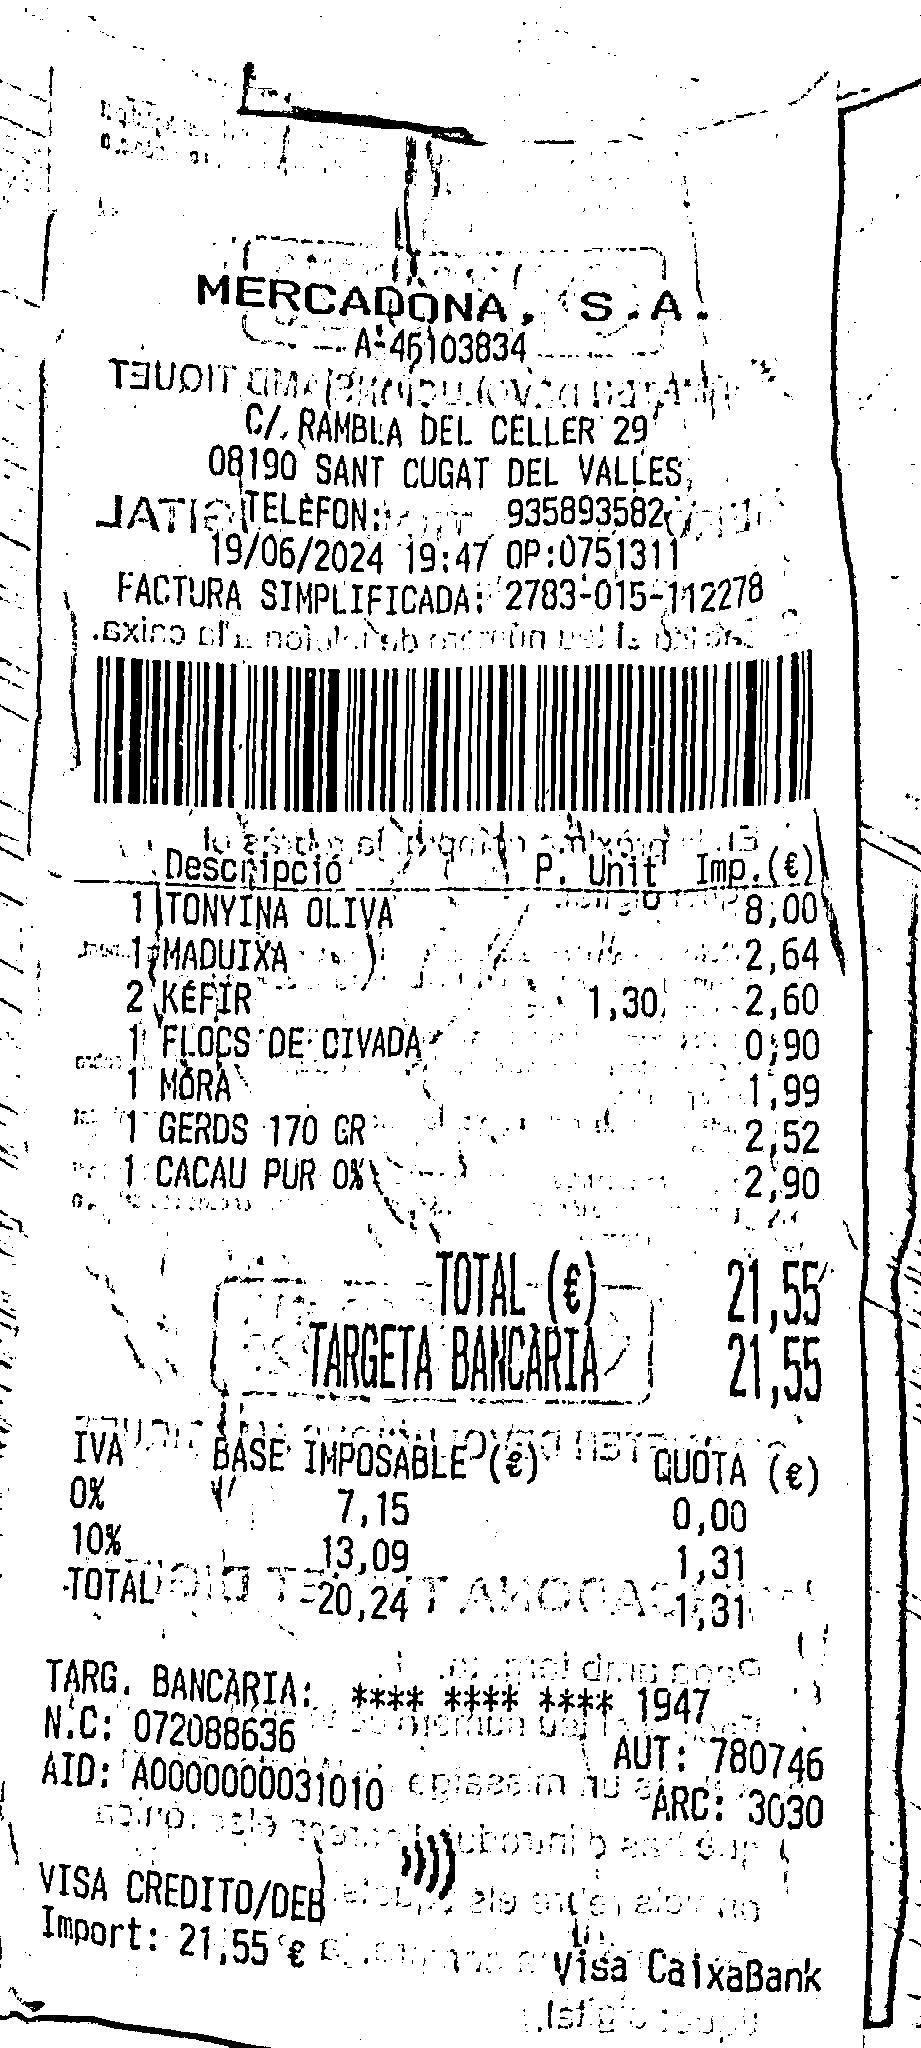 MERCADONA, S.A.
A-46103834
C/. RAMBLA DEL CELLER 29
08190 SANT CUGAT DEL VALLES
TELÈFON: 935893582
19/06/2024 19:47 OP:0751311
FACTURA SIMPLIFICADA: 2783-015-112278
Descripció P. Unit Imp.(€)
1 TONYINA OLIVA 8,00
1 MADUIXA 2,64
2 KEFIR 1,30 2,60
1 FLOCS DE CIVADA 0,90
1 MORA 1,99
1 GERDS 170 GR 2,52
1 CACAU PUR 0% 2,90
TOTAL (€) 21,55
TARGETA BANCÀRIA 21,55
IVA BASE IMPOSABLE (€) QUOTA (€)
0% 7,15 0,00
10% 13,09 1,31
TOTAL 20,24 1,31
TARG. BANCÀRIA: **** **** **** 1947
N.C: 072088636 AUT: 780746
AID: A0000000031010 ARC: 3030
VISA CREDITO/DEB
Import: 21,55 € Visa CaixaBank